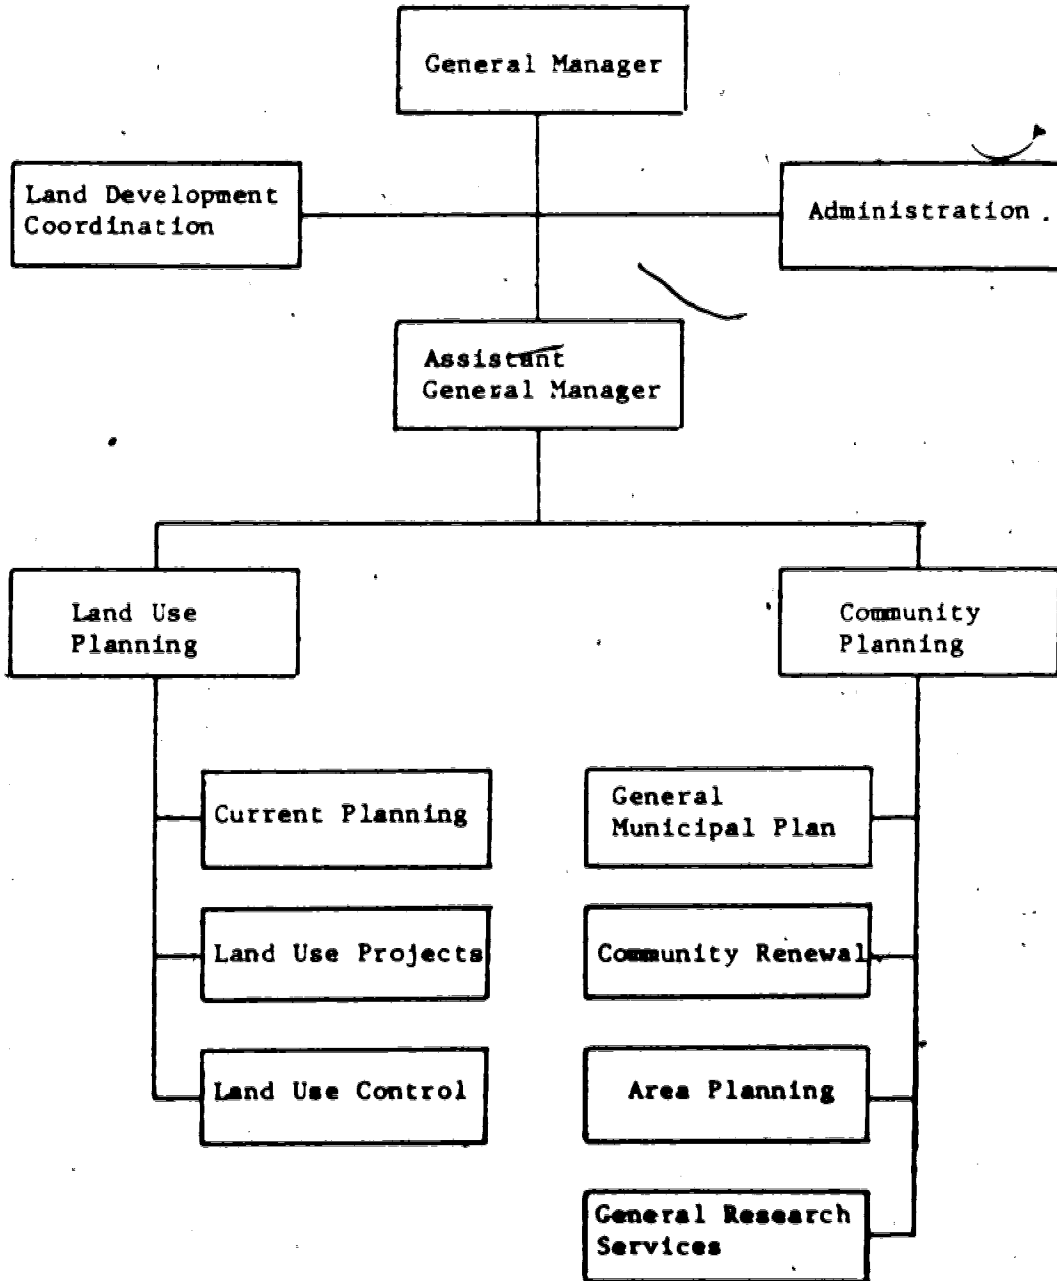 General Manager
Land Development
Coordination
Administration
Assistant
General Manager
Land Use
Planning
Community
Planning
Current Planning
General
Municipal Plan
Land Use Projects
Community Renewal
Land Use Control
Area Planning
General Research
Services